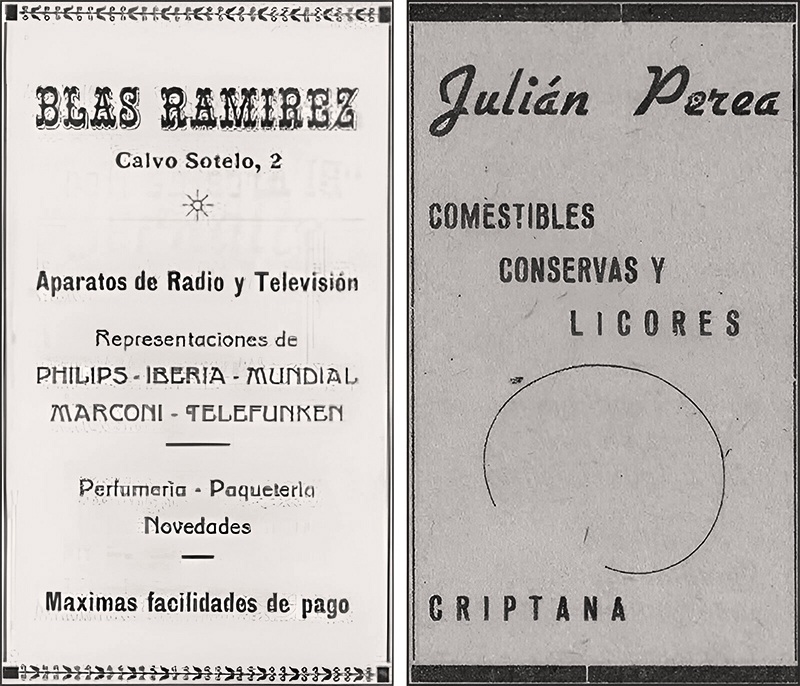 BLAS RAMIREZ
Calvo Sotelo, 2
Aparatos de Radio y Televisión
Representaciones de
PHILIPS - IBERIA - MUNDIAL
MARCONI - TELEFUNKEN
Perfumería - Paquetería
Novedades
Maximas facilidades de pago
Julián Perea
COMESTIBLES
CONSERVAS Y
LICORES
CRIPTANA